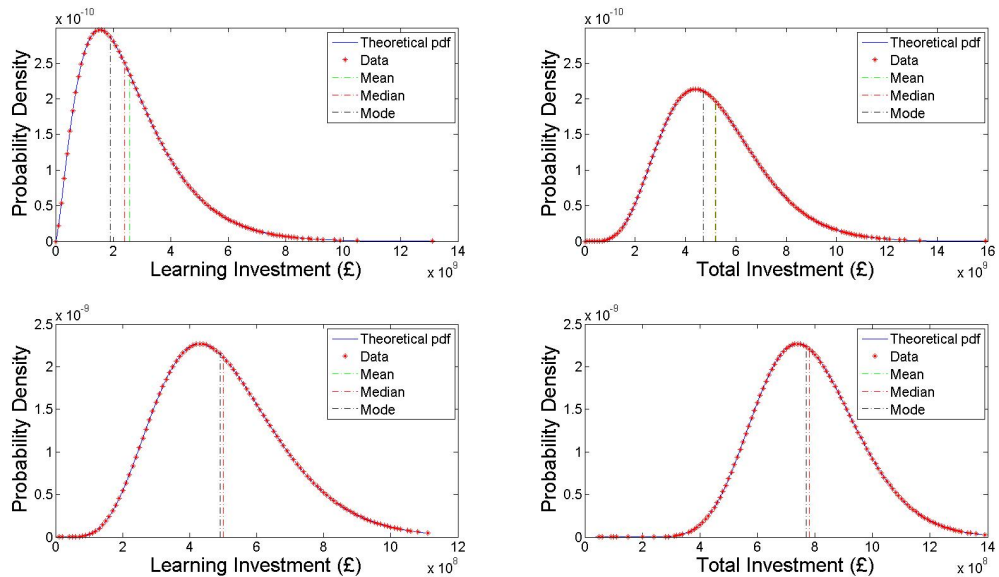 x 10^-10
Probability Density
3
2.5
2
1.5
1
0.5
0
0 2 4 6 8 10 12 14
x 10^9
Learning Investment (£)
Theoretical pdf
Data
Mean
Median
Mode
x 10^-10
Probability Density
3
2.5
2
1.5
1
0.5
0
0 2 4 6 8 10 12 14 16
x 10^9
Total Investment (£)
Theoretical pdf
Data
Mean
Median
Mode
x 10^-9
Probability Density
2.5
2
1.5
1
0.5
0
0 2 4 6 8 10 12
x 10^8
Learning Investment (£)
Theoretical pdf
Data
Mean
Median
Mode
x 10^-9
Probability Density
2.5
2
1.5
1
0.5
0
0 2 4 6 8 10 12 14
x 10^8
Total Investment (£)
Theoretical pdf
Data
Mean
Median
Mode